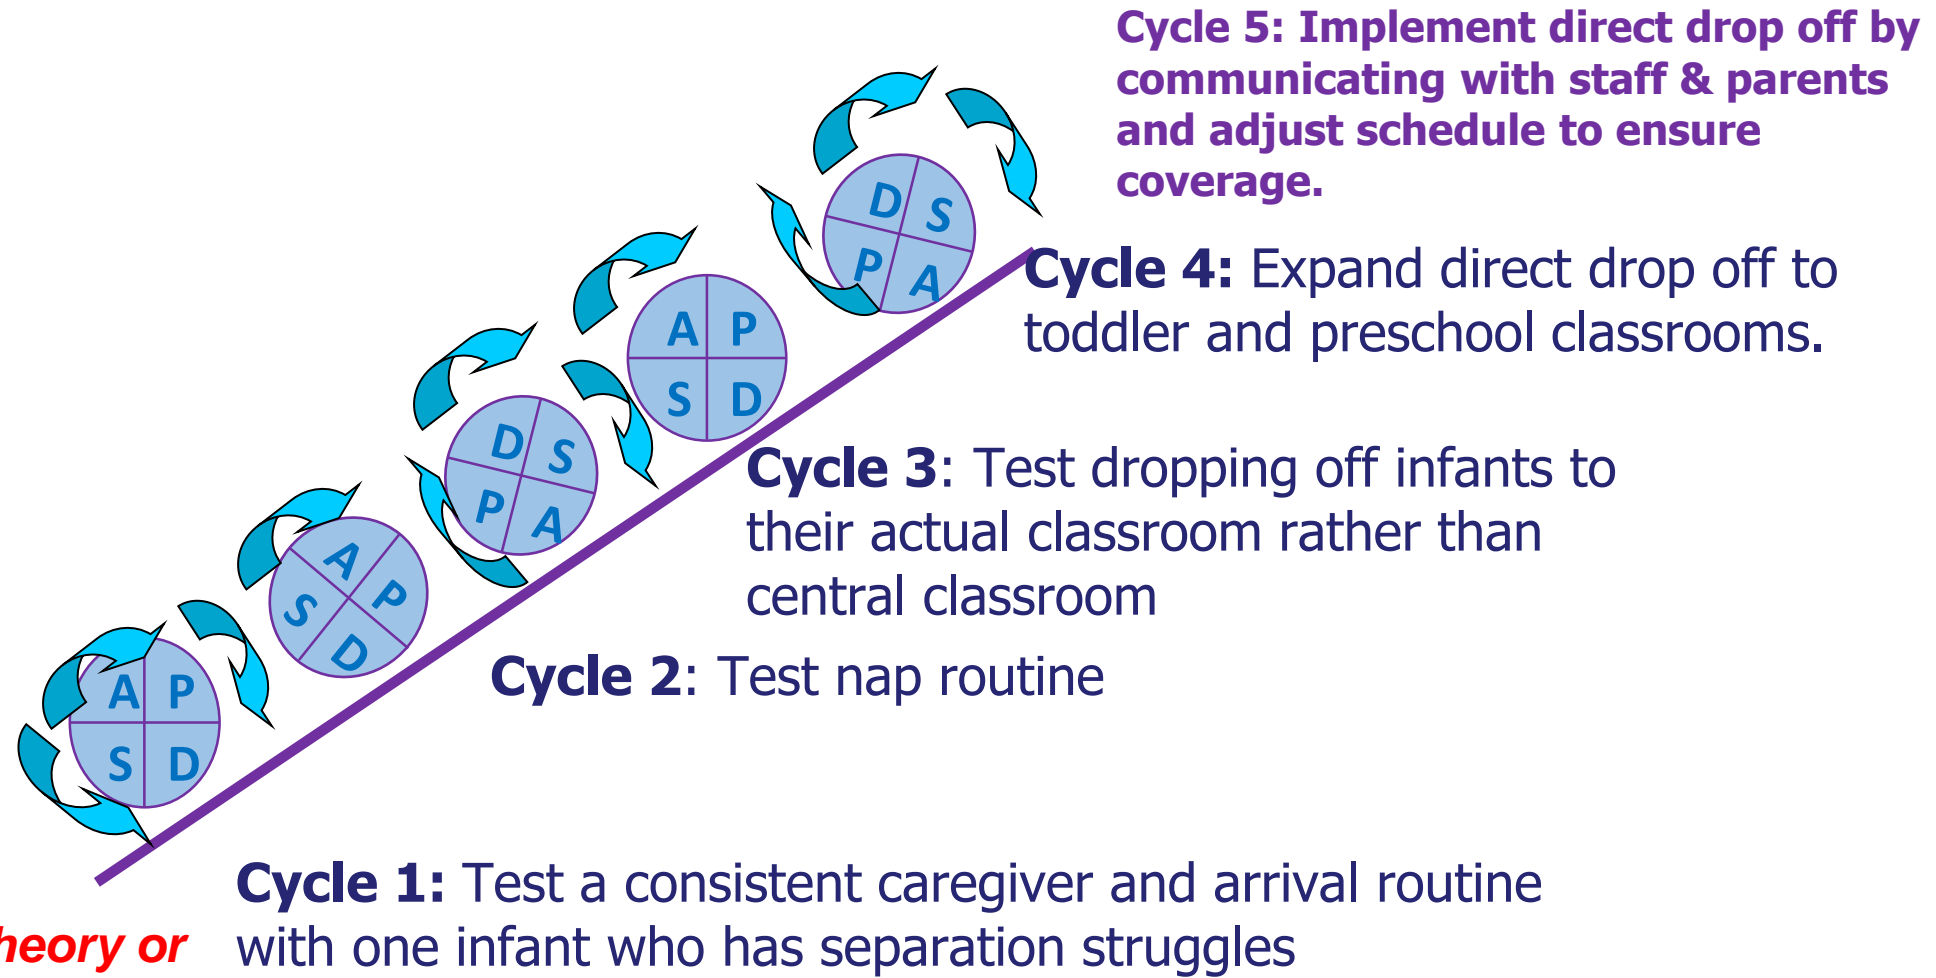 Cycle 5: Implement direct drop off by
communicating with staff & parents
and adjust schedule to ensure
coverage.
D S
P A
Cycle 4: Expand direct drop off to
toddler and preschool classrooms.
A P
S D
D S
P A
Cycle 3: Test dropping off infants to
their actual classroom rather than
central classroom
A P
S D
Cycle 2: Test nap routine
A P
S D
Cycle 1: Test a consistent caregiver and arrival routine
with one infant who has separation struggles
or